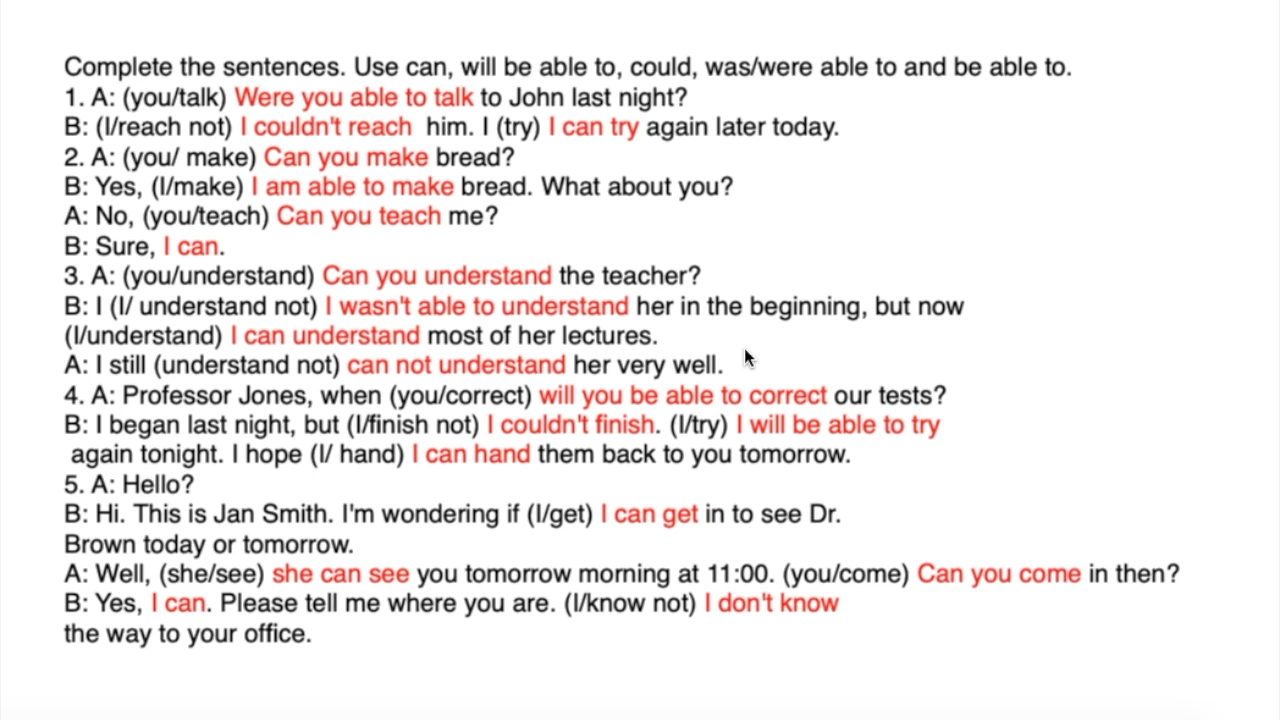 Complete the sentences. Use can, will be able to, could, was/were able to and be able to.
1. A: (you/talk) Were you able to talk to John last night?
B: (I/reach not) I couldn't reach him. I (try) I can try again later today.
2. A: (you/ make) Can you make bread?
B: Yes, (I/make) I am able to make bread. What about you?
A: No, (you/teach) Can you teach me?
B: Sure, I can.
3. A: (you/understand) Can you understand the teacher?
B: I (I/ understand not) I wasn't able to understand her in the beginning, but now
(I/understand) I can understand most of her lectures.
A: I still (understand not) can not understand her very well.
4. A: Professor Jones, when (you/correct) will you be able to correct our tests?
B: I began last night, but (I/finish not) I couldn't finish. (I/try) I will be able to try
again tonight. I hope (I/ hand) I can hand them back to you tomorrow.
5. A: Hello?
B: Hi. This is Jan Smith. I'm wondering if (I/get) I can get in to see Dr.
Brown today or tomorrow.
A: Well, (she/see) she can see you tomorrow morning at 11:00. (you/come) Can you come in then?
B: Yes, I can. Please tell me where you are. (I/know not) I don't know
the way to your office.